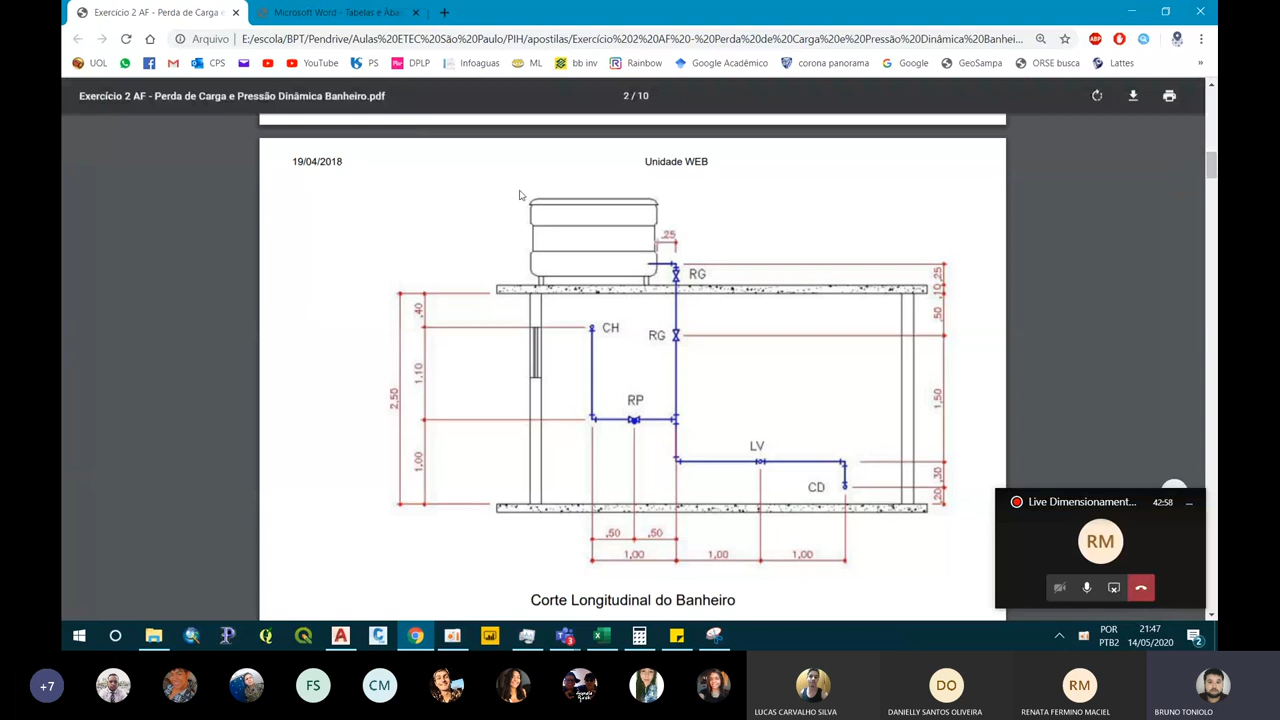 Exercício 2 AF - Perda de Carga e
Microsoft Word - Tabelas e Ába
Arquivo
E:/escola/BPT/Pendrive/Aulas%20ETEC%20São%20Paulo/PIH/apostilas/Exercício%202%20AF%20-%20Perda%20de%20Carga%20e%20Pressão%20Dinâmica%20Banhei...
UOL
CPS
YouTube
PS
DPLP
Infoaguas
ML
bb inv
Rainbow
Google Acadêmico
corona panorama
Google
GeoSampa
ORSE busca
Lattes
Exercício 2 AF - Perda de Carga e Pressão Dinâmica Banheiro.pdf
2 / 10
19/04/2018
Unidade WEB
,25
RG
,25
,10
,40
CH
RG
,50
1,10
2,50
RP
1,50
LV
1,00
CD
,30
,20
,50
,50
1,00
1,00
1,00
Corte Longitudinal do Banheiro
Live Dimensionament...
42:58
RM
POR
PTB2
21:47
14/05/2020
2
+7
FS
CM
DO
RM
LUCAS CARVALHO SILVA
DANIELLY SANTOS OLIVEIRA
RENATA FERMINO MACIEL
BRUNO TONIOLO